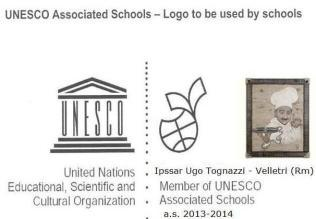 UNESCO Associated Schools – Logo to be used by schools
UNESCO
United Nations
Educational, Scientific and
Cultural Organization
Ipssar Ugo Tognazzi - Velletri (Rm)
Member of UNESCO
Associated Schools
a.s. 2013-2014